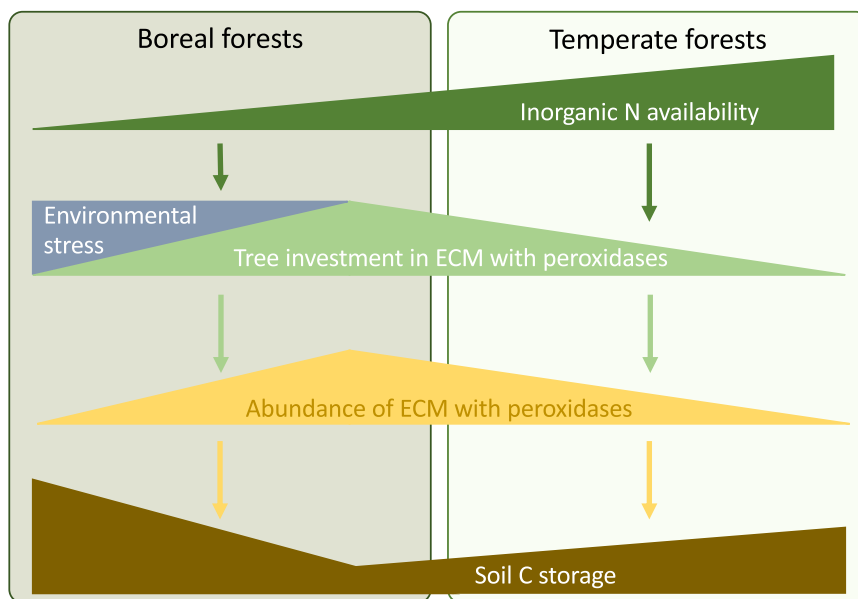 Boreal forests
Temperate forests
Inorganic N availability
Environmental
stress
Tree investment in ECM with peroxidases
Abundance of ECM with peroxidases
Soil C storage